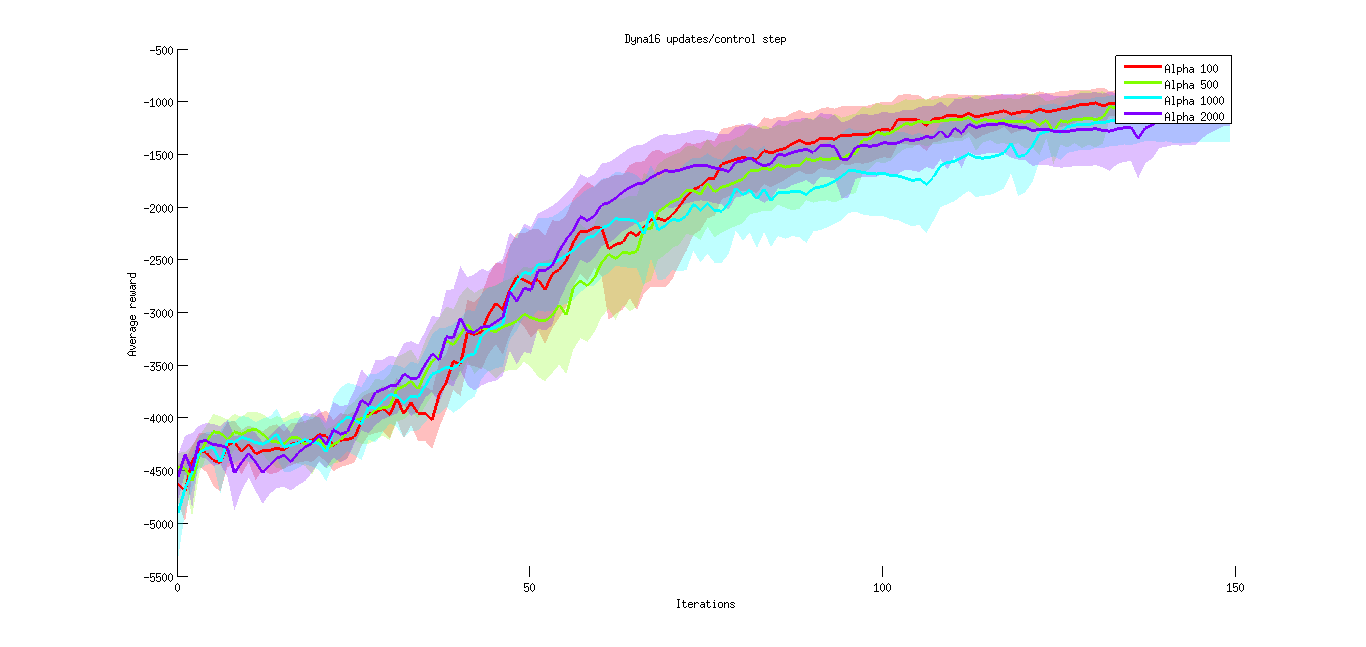 Dyna16 updates/control step
-500
-1000
-1500
-2000
-2500
-3000
-3500
-4000
-4500
-5000
-5500
Average reward
Alpha 100
Alpha 500
Alpha 1000
Alpha 2000
0
50
100
150
Iterations